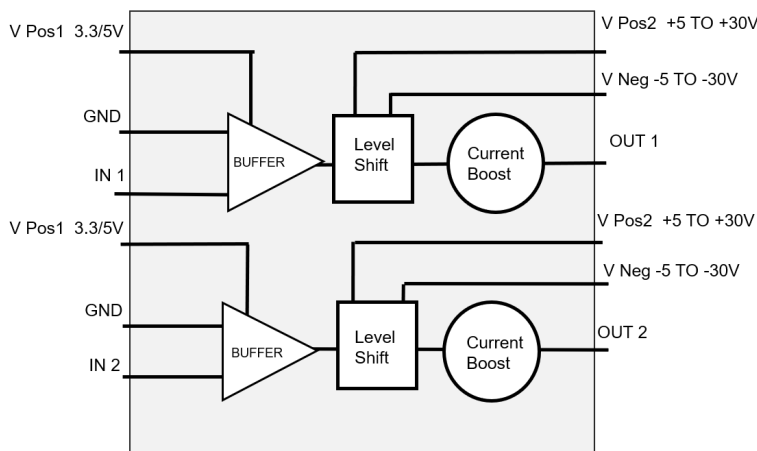 V Pos1 3.3/5V
V Pos2 +5 TO +30V
V Neg -5 TO -30V
GND
BUFFER
Level
Shift
Current
Boost
OUT 1
IN 1
V Pos1 3.3/5V
V Pos2 +5 TO +30V
V Neg -5 TO -30V
GND
BUFFER
Level
Shift
Current
Boost
OUT 2
IN 2